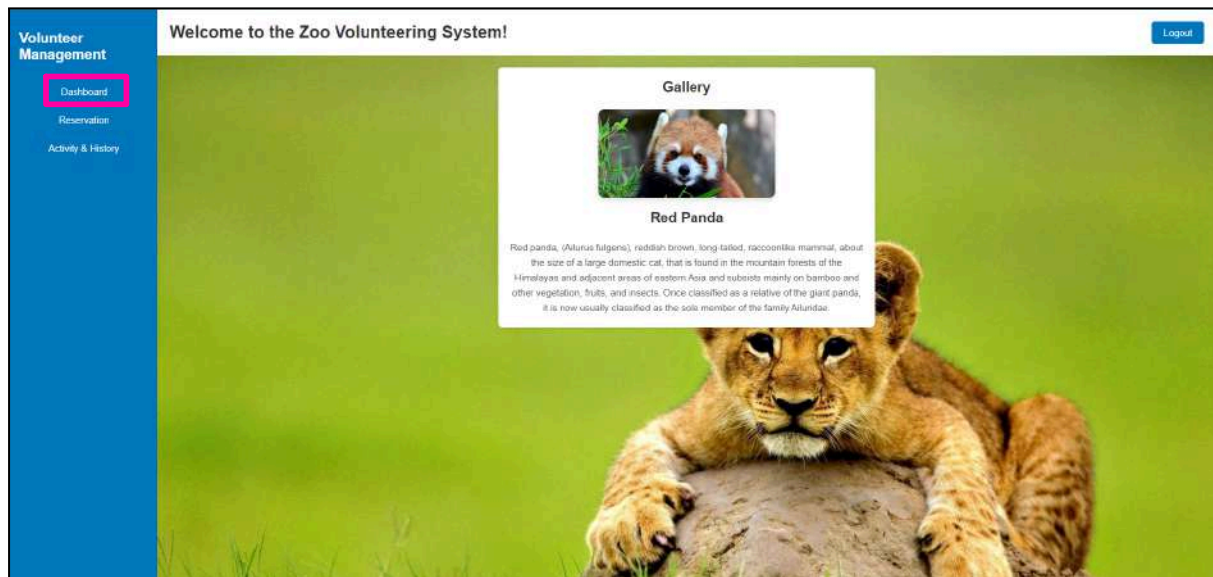 Volunteer
Management
Dashboard
Reservation
Activity & History
Welcome to the Zoo Volunteering System!
Logout
Gallery
Red Panda
Red panda, (Ailurus fulgens), reddish brown, long-tailed, raccoonlike mammal, about
the size of a large domestic cat, that is found in the mountain forests of the
Himalayas and adjacent areas of eastern Asia and subsists mainly on bamboo and
other vegetation, fruits, and insects. Once classified as a relative of the giant panda,
it is now usually classified as the sole member of the family Ailuridae.